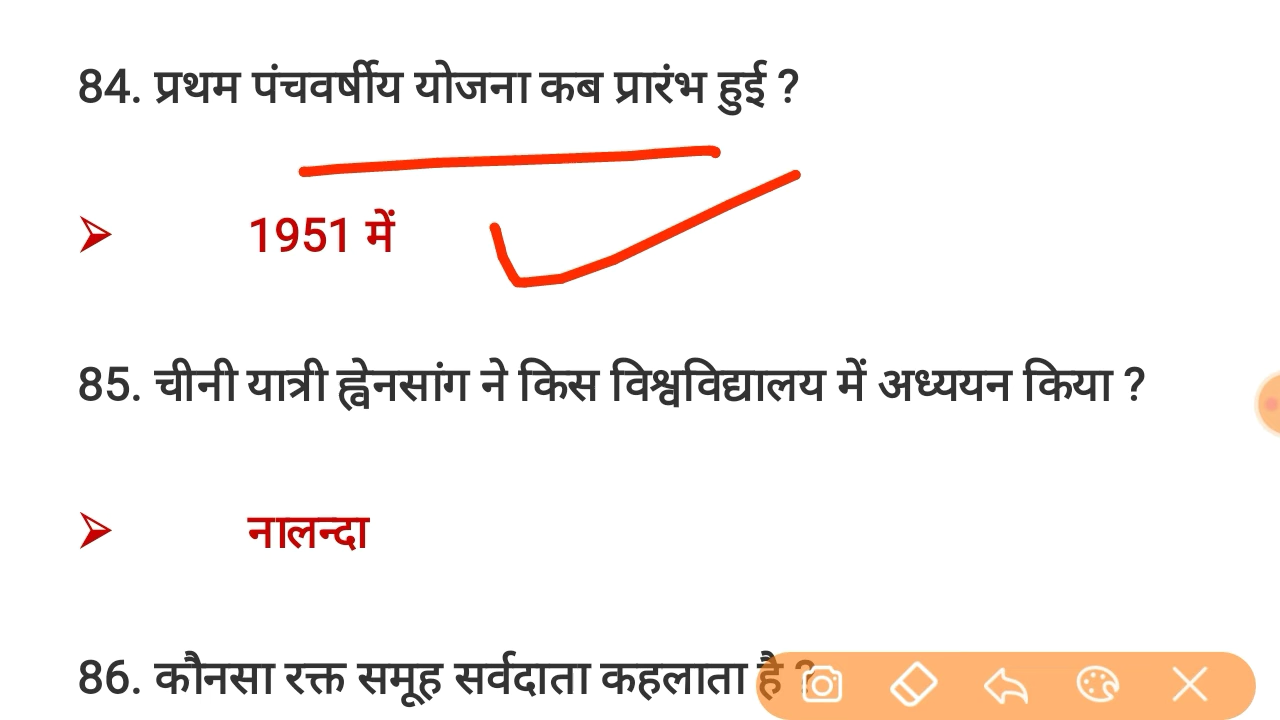 84. प्रथम पंचवर्षीय योजना कब प्रारंभ हुई ?
1951 में
85. चीनी यात्री ह्वेनसांग ने किस विश्वविद्यालय में अध्ययन किया ?
नालन्दा
86. कौनसा रक्त समूह सर्वदाता कहलाता है ?